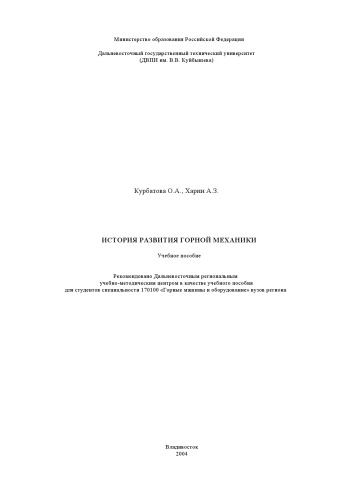 Министерство образования Российской Федерации
Дальневосточный государственный технический университет
(ДВПИ им. В.В. Куйбышева)
Курбатова О.А., Харин А.З.
ИСТОРИЯ РАЗВИТИЯ ГОРНОЙ МЕХАНИКИ
Учебное пособие
Рекомендовано Дальневосточным региональным
учебно-методическим центром в качестве учебного пособия
для студентов специальности 170100 «Горные машины и оборудование» вузов региона
Владивосток
2004